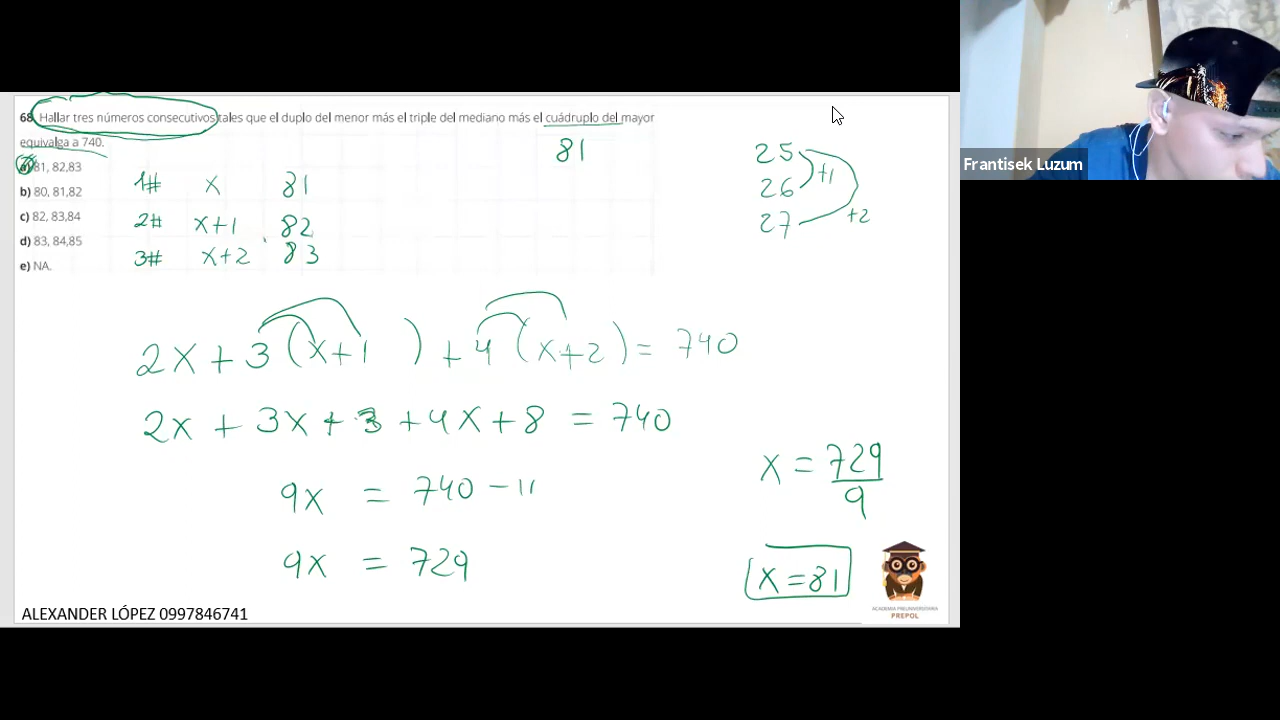 68. Hallar tres números consecutivos tales que el duplo del menor más el triple del mediano más el cuádruplo del mayor
equivalga a 740.
a) 81, 82,83
b) 80, 81,82
c) 82, 83,84
d) 83, 84,85
e) NA.
1# x 81
2# x+1 82
3# x+2 83
81
25
26 +1
27 +2
2x + 3 (x+1 ) + 4 (x+2) = 740
2x + 3x + 3 + 4x + 8 = 740
9x = 740 - 11
9x = 729
x = 729
9
x = 81
ALEXANDER LÓPEZ 0997846741
ACADEMIA PREUNIVERSITARIA
PREPOL
Frantisek Luzum